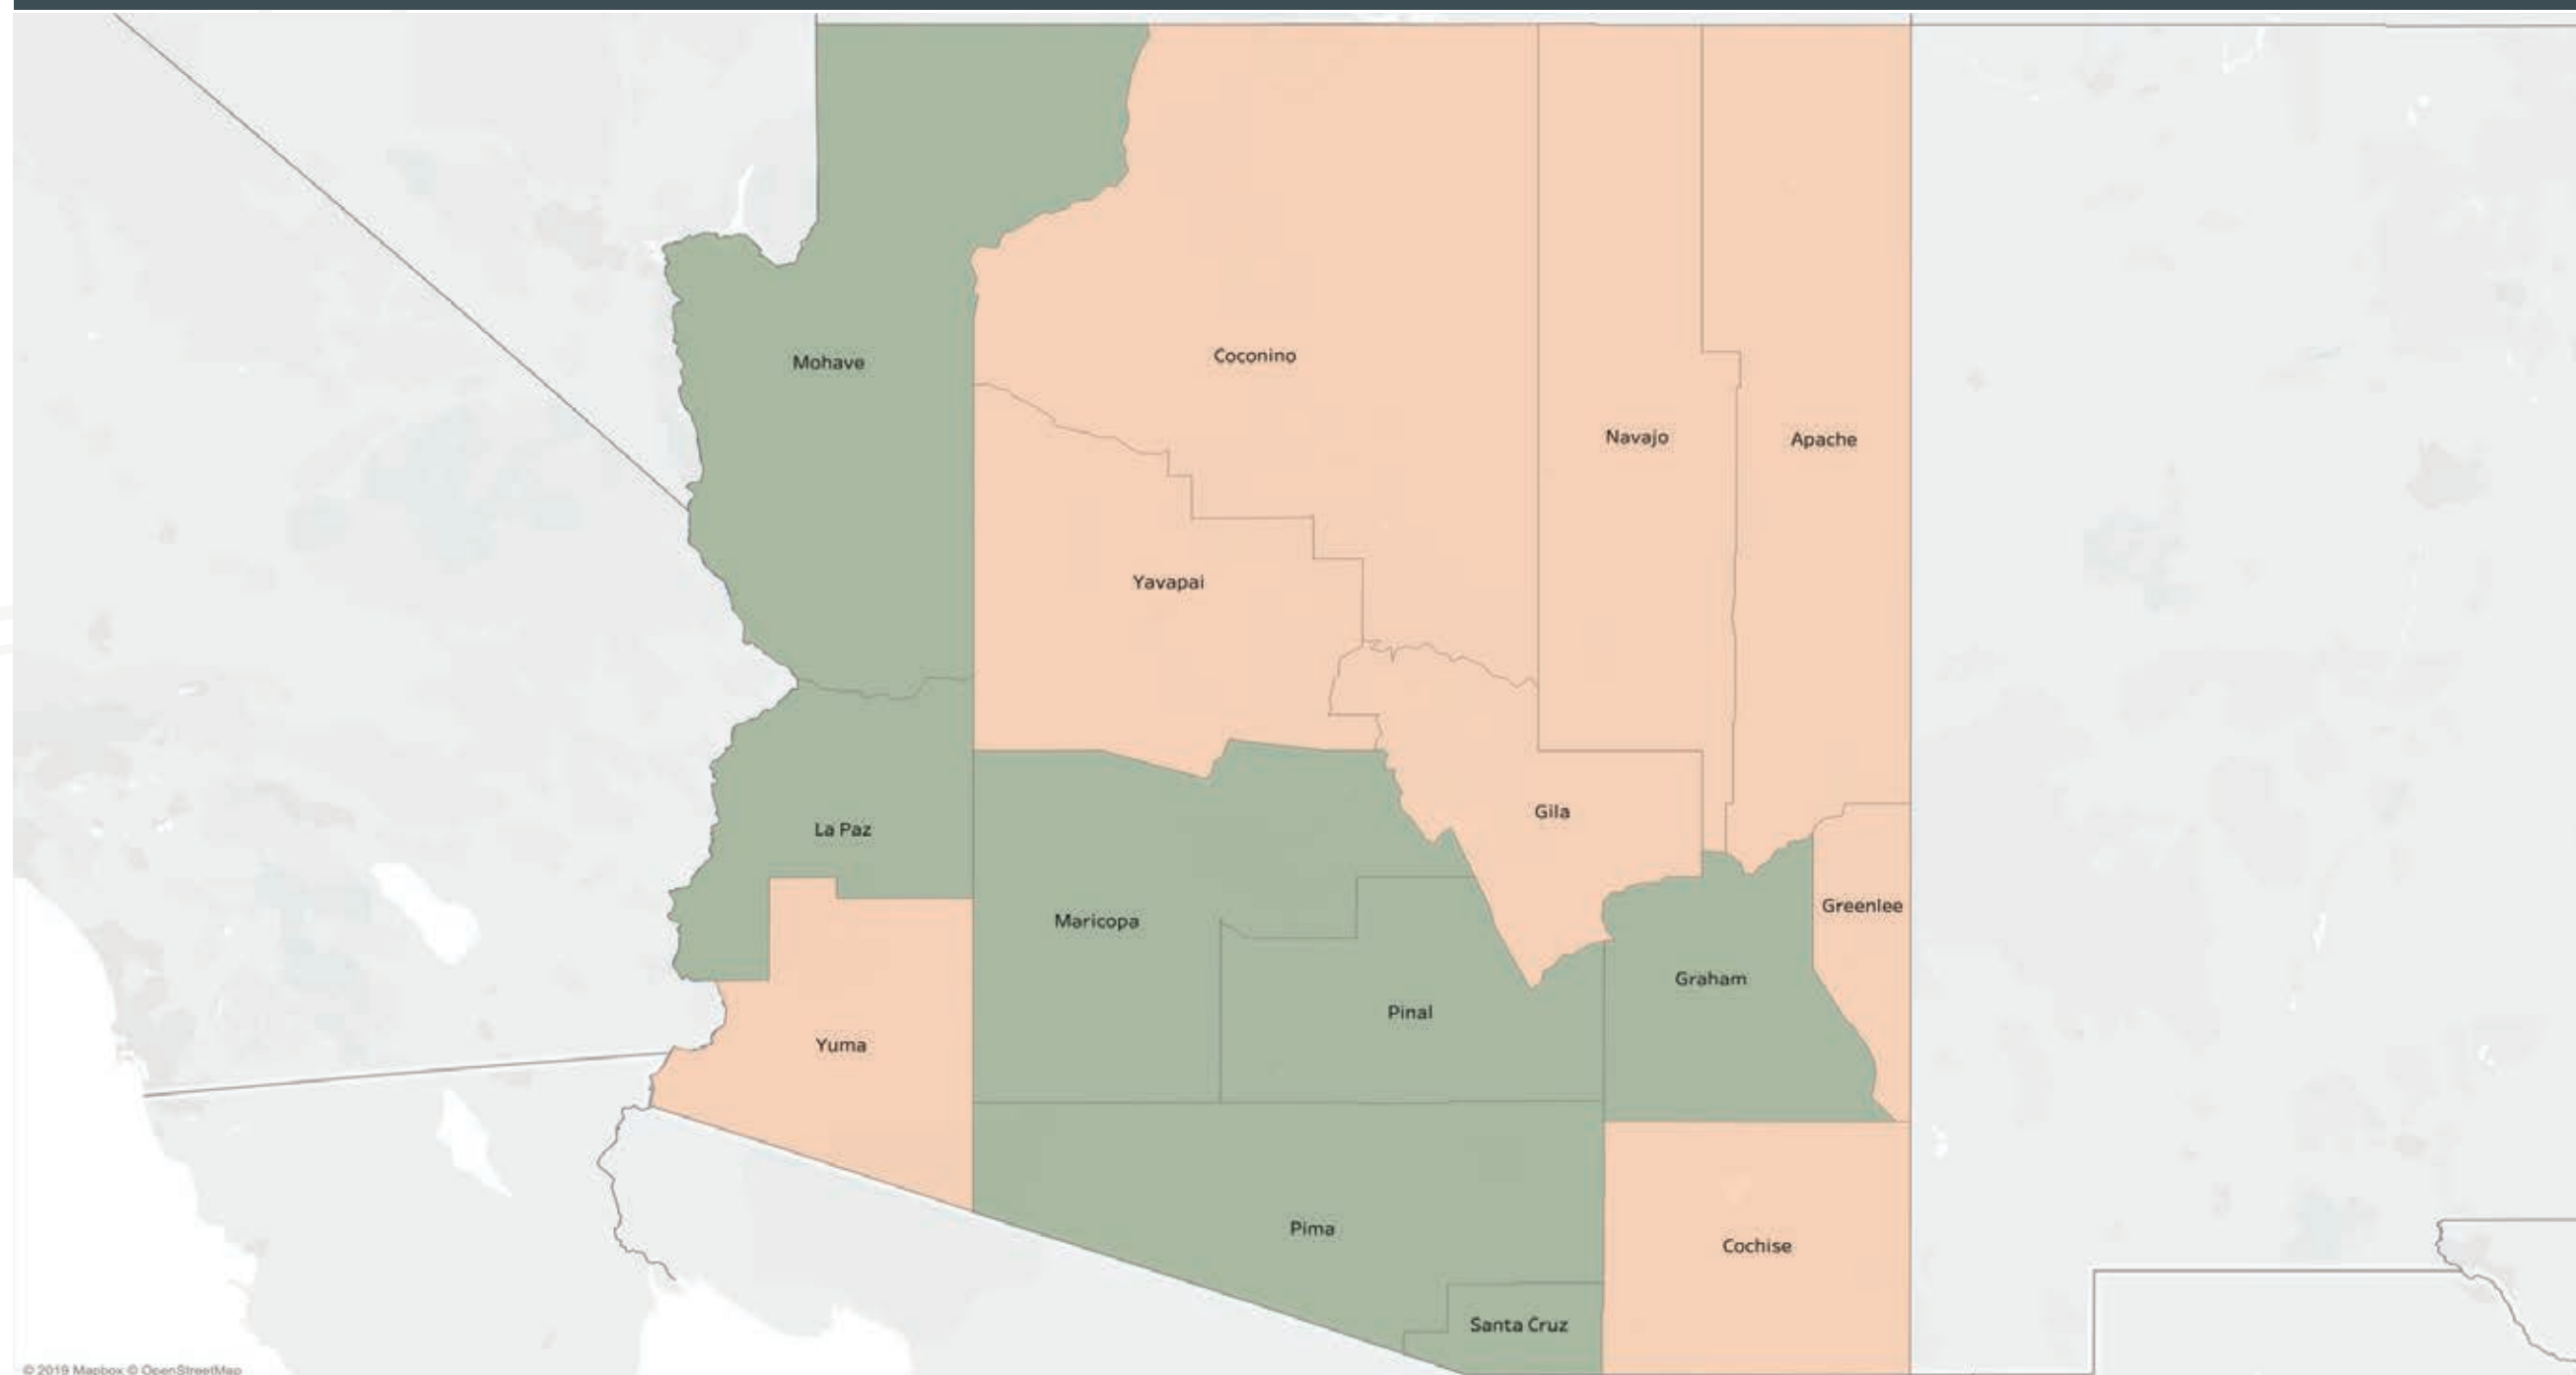 Mohave
Coconino
Navajo
Apache
Yavapai
Gila
La Paz
Greenlee
Maricopa
Graham
Pinal
Yuma
Pima
Cochise
Santa Cruz
© 2019 Mapbox © OpenStreetMap